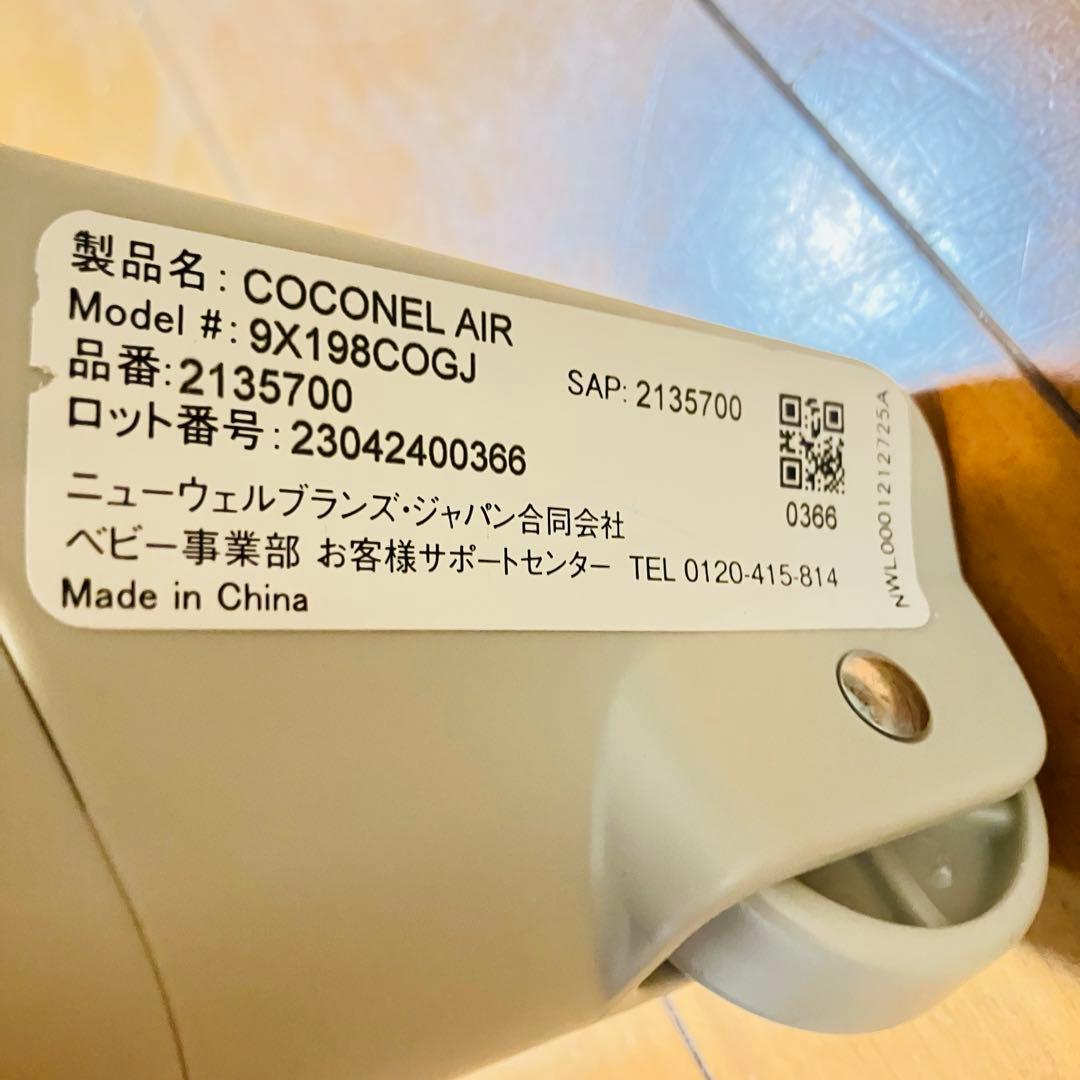 製品名: COCONEL AIR
Model #: 9X198COGJ
品番:2135700
SAP: 2135700
ロット番号:23042400366
0366
ニューウェルブランズ・ジャパン合同会社
ベビー事業部 お客様サポートセンター TEL 0120-415-814
Made in China
NWL0001212725A